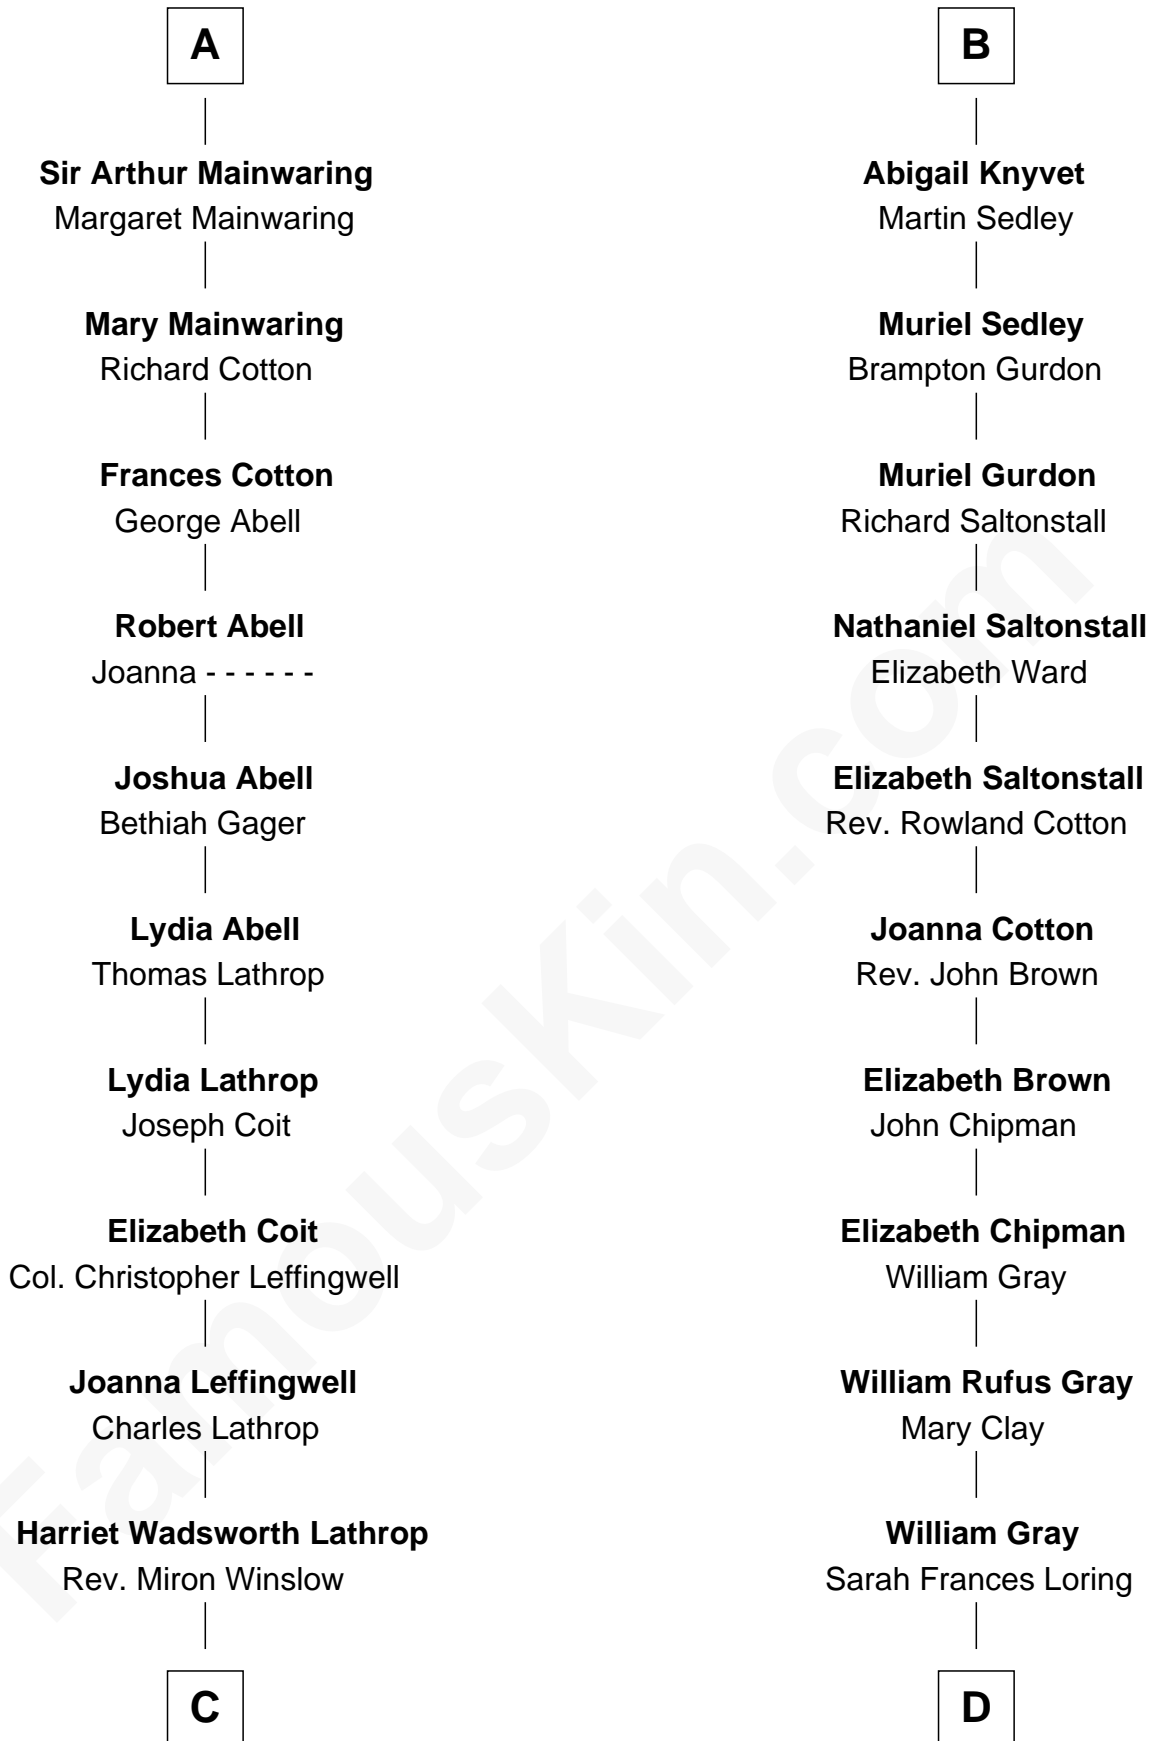 A
Sir Arthur Mainwaring
Margaret Mainwaring
Mary Mainwaring
Richard Cotton
Frances Cotton
George Abell
Robert Abell
Joanna - - - - - -
Joshua Abell
Bethiah Gager
Lydia Abell
Thomas Lathrop
Lydia Lathrop
Joseph Coit
Elizabeth Coit
Col. Christopher Leffingwell
Joanna Leffingwell
Charles Lathrop
Harriet Wadsworth Lathrop
Rev. Miron Winslow
C
B
Abigail Knyvet
Martin Sedley
Muriel Sedley
Brampton Gurdon
Muriel Gurdon
Richard Saltonstall
Nathaniel Saltonstall
Elizabeth Ward
Elizabeth Saltonstall
Rev. Rowland Cotton
Joanna Cotton
Rev. John Brown
Elizabeth Brown
John Chipman
Elizabeth Chipman
William Gray
William Rufus Gray
Mary Clay
William Gray
Sarah Frances Loring
D
FamousKin.com